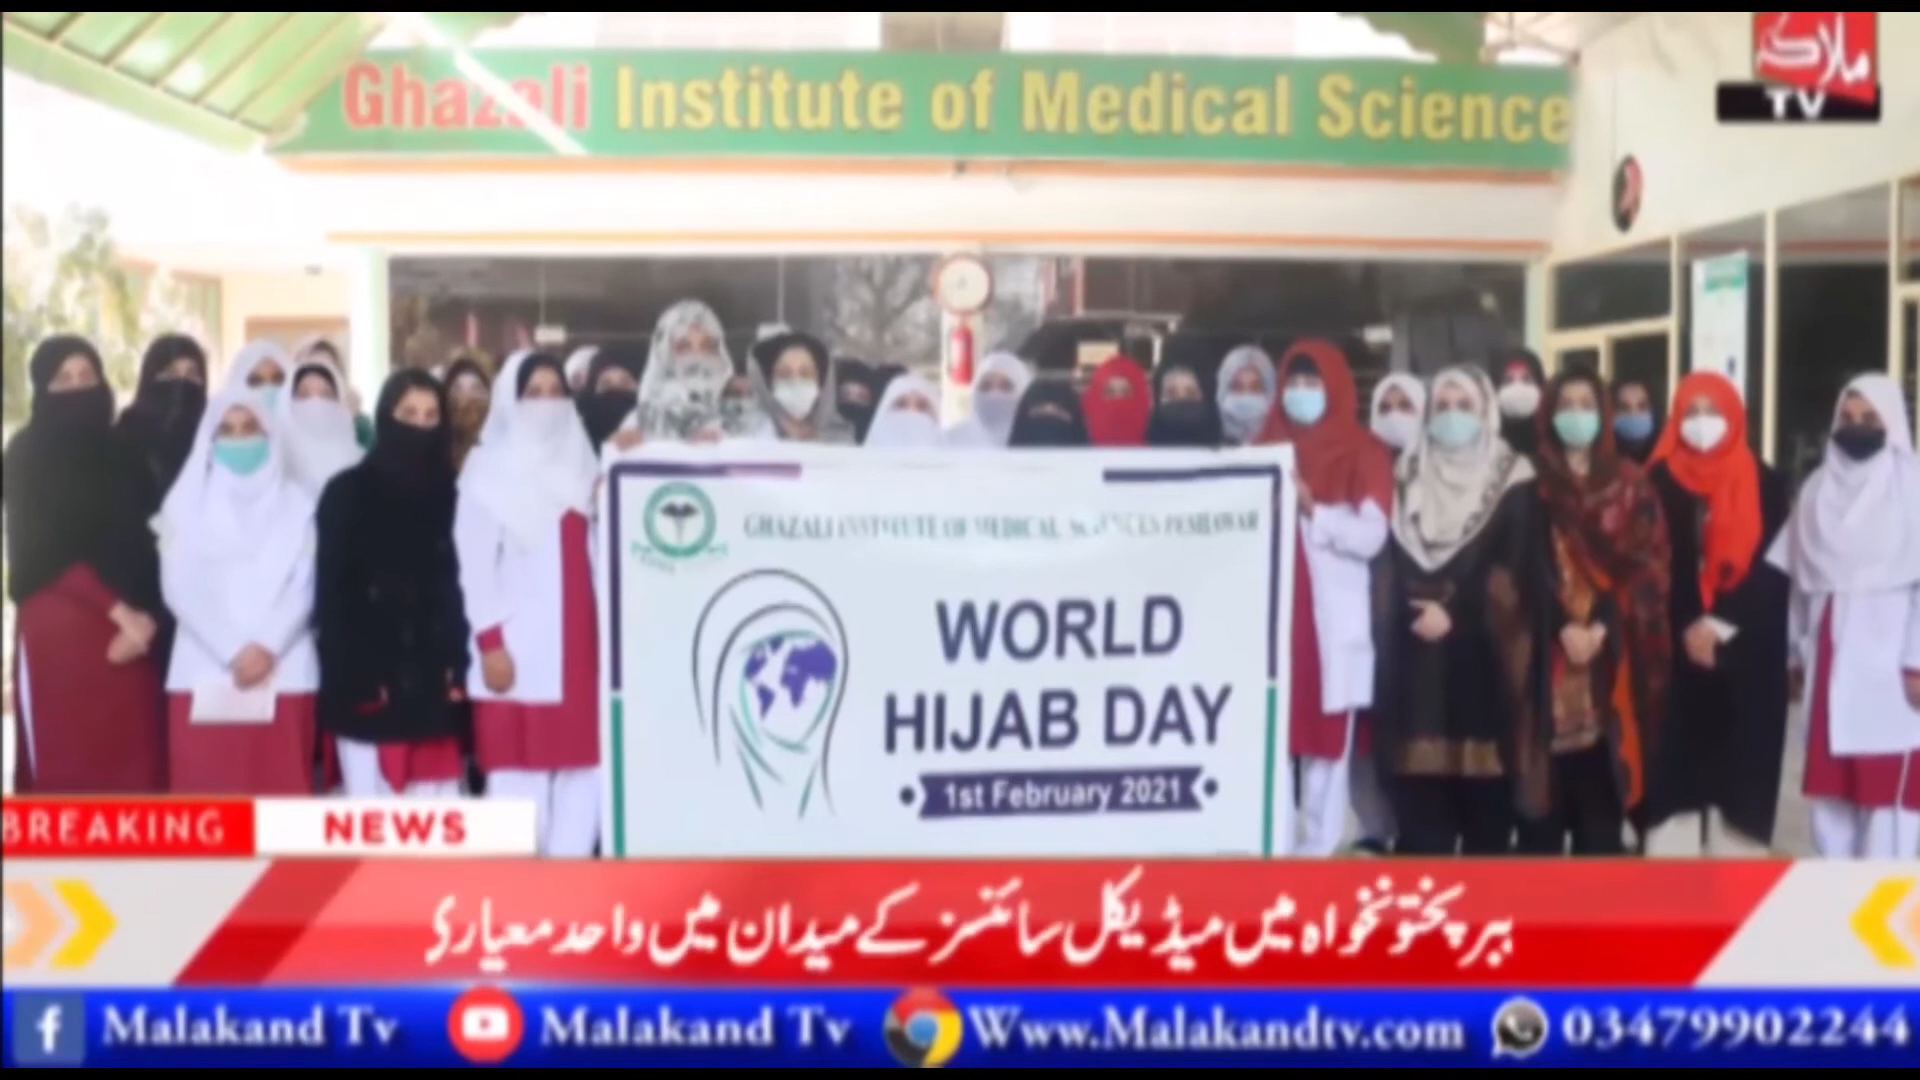 Ghazali Institute of Medical Science
ملاکنڈ
TV
GHAZALI INSTITUTE OF MEDICAL SCIENCES PESHAWAR
WORLD
HIJAB DAY
1st February 2021
BREAKING NEWS
بر پختونخواہ میں میڈیکل سائنسز کے میدان میں واحد معیاری
Malakand Tv
Malakand Tv
Www.Malakandtv.com
03479902244